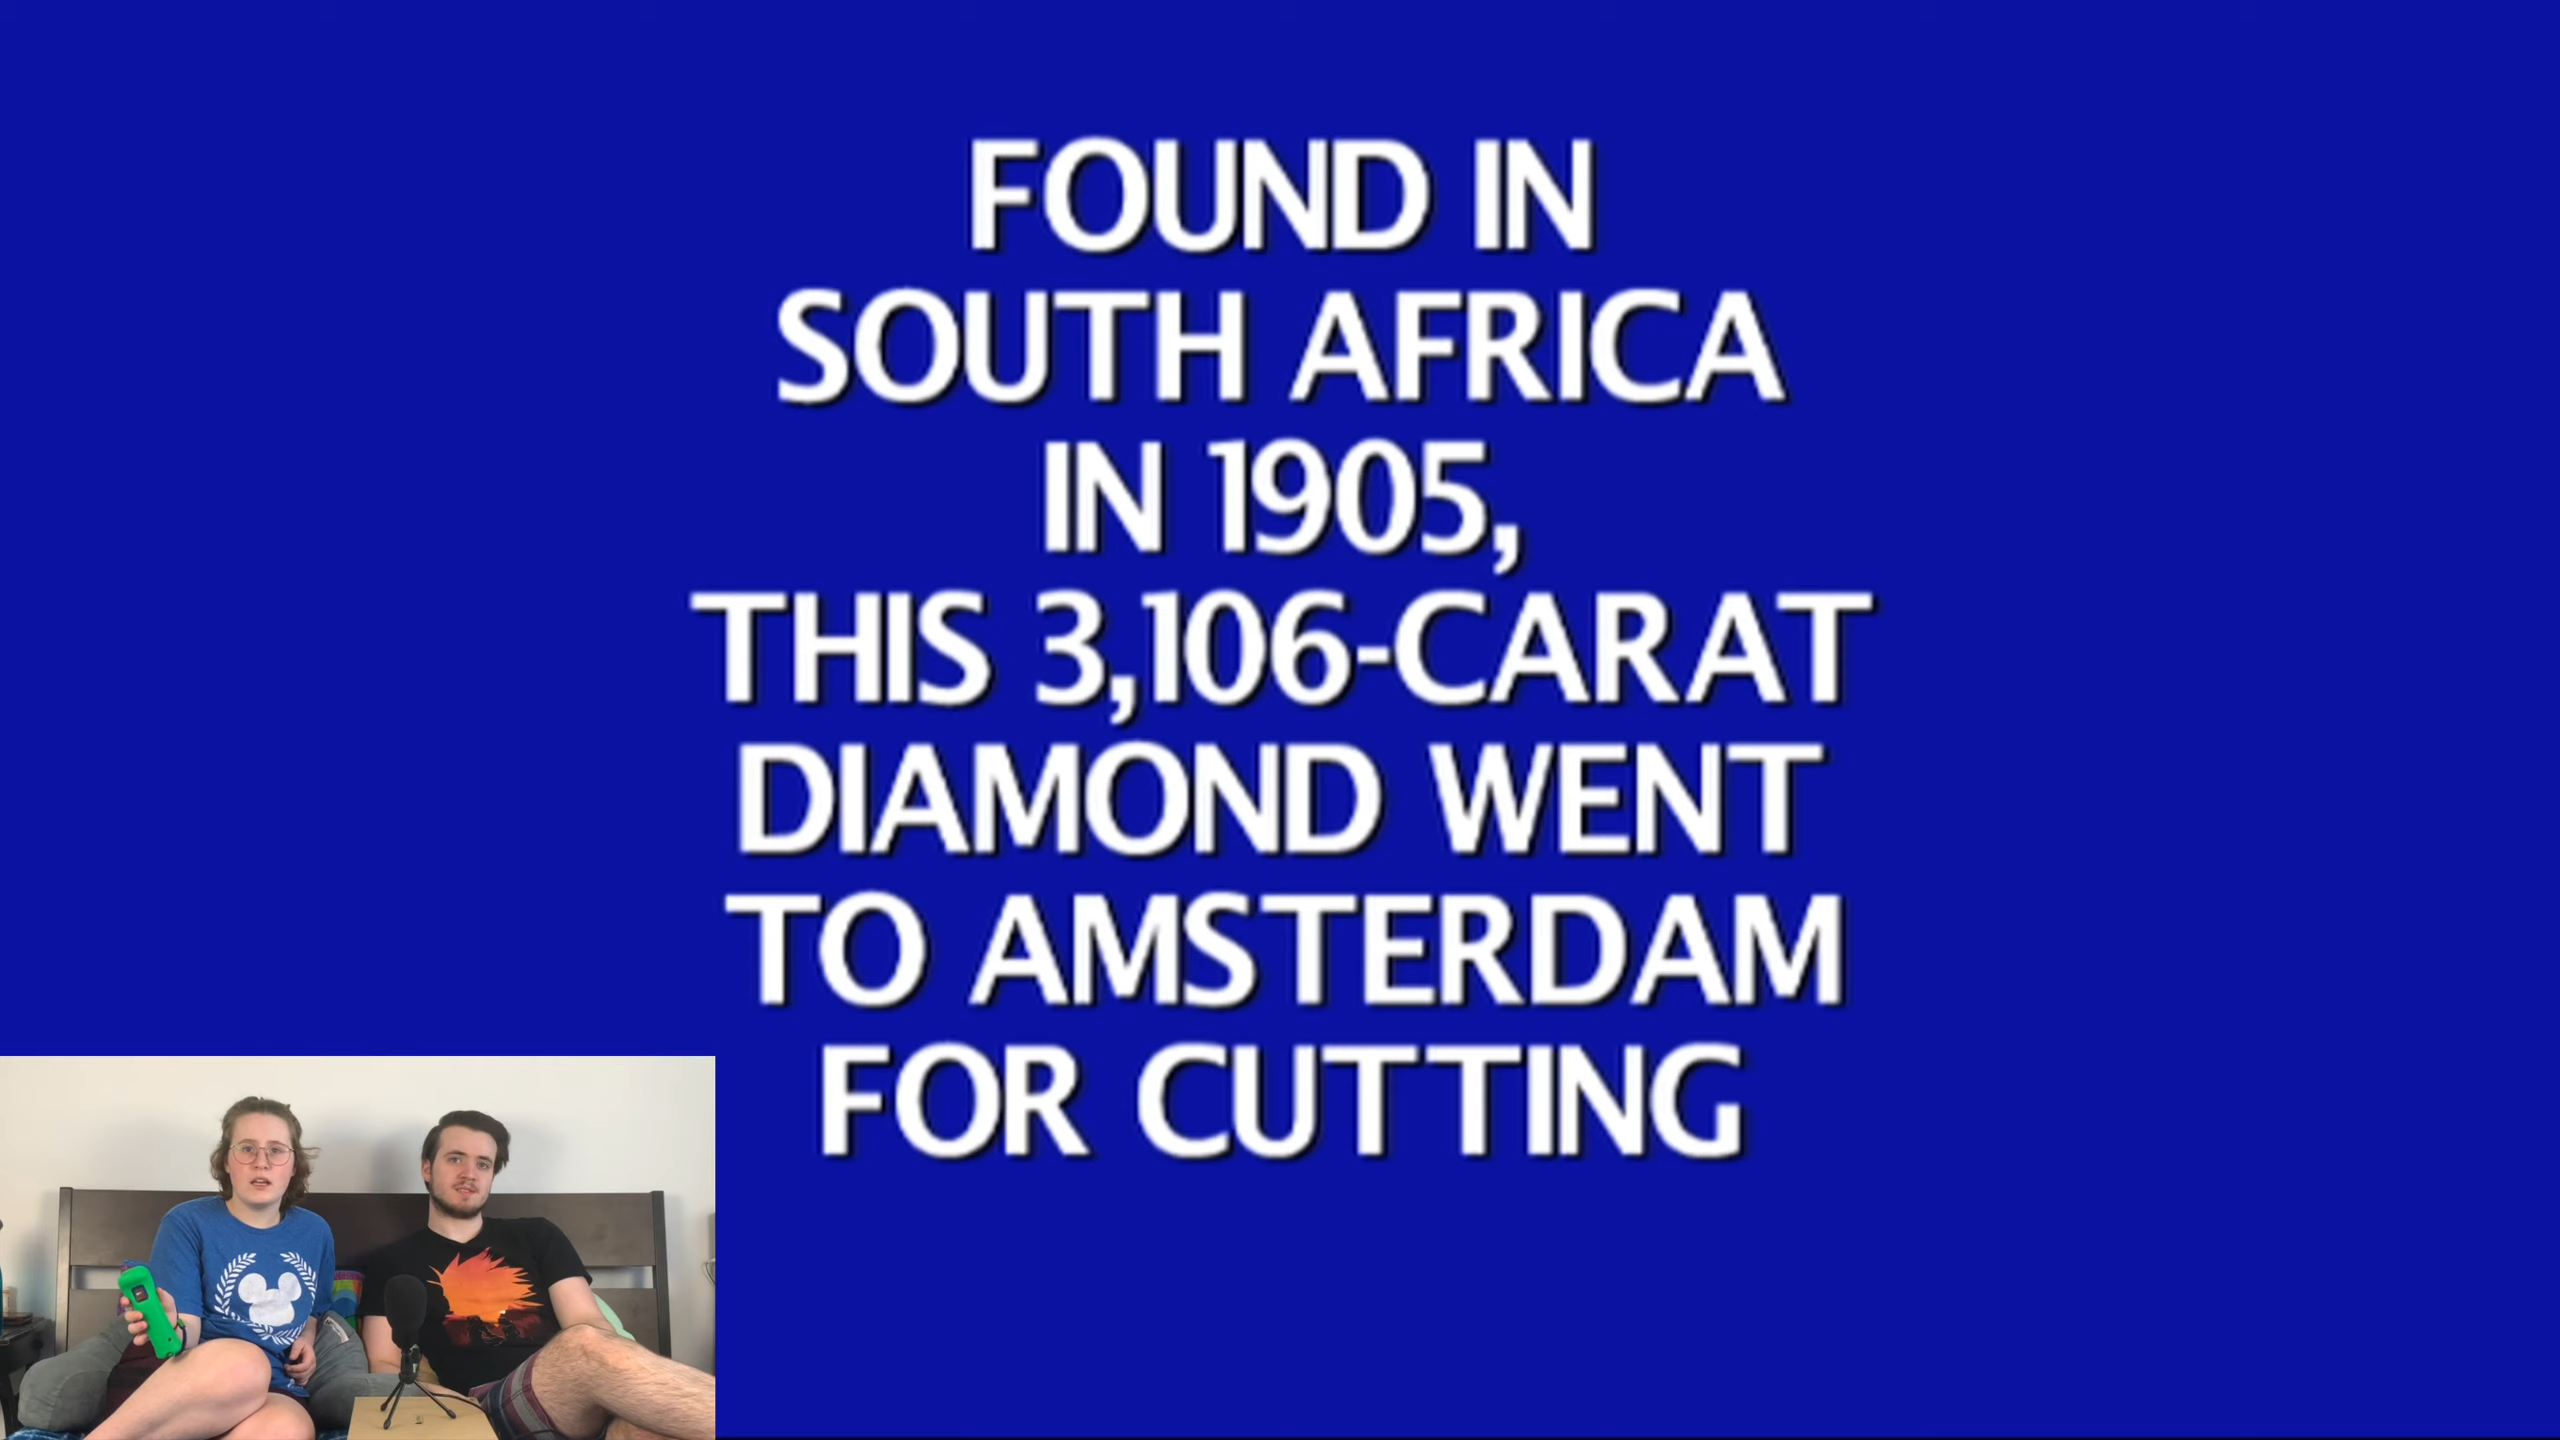 FOUND IN
SOUTH AFRICA
IN 1905,
THIS 3,106-CARAT
DIAMOND WENT
TO AMSTERDAM
FOR CUTTING